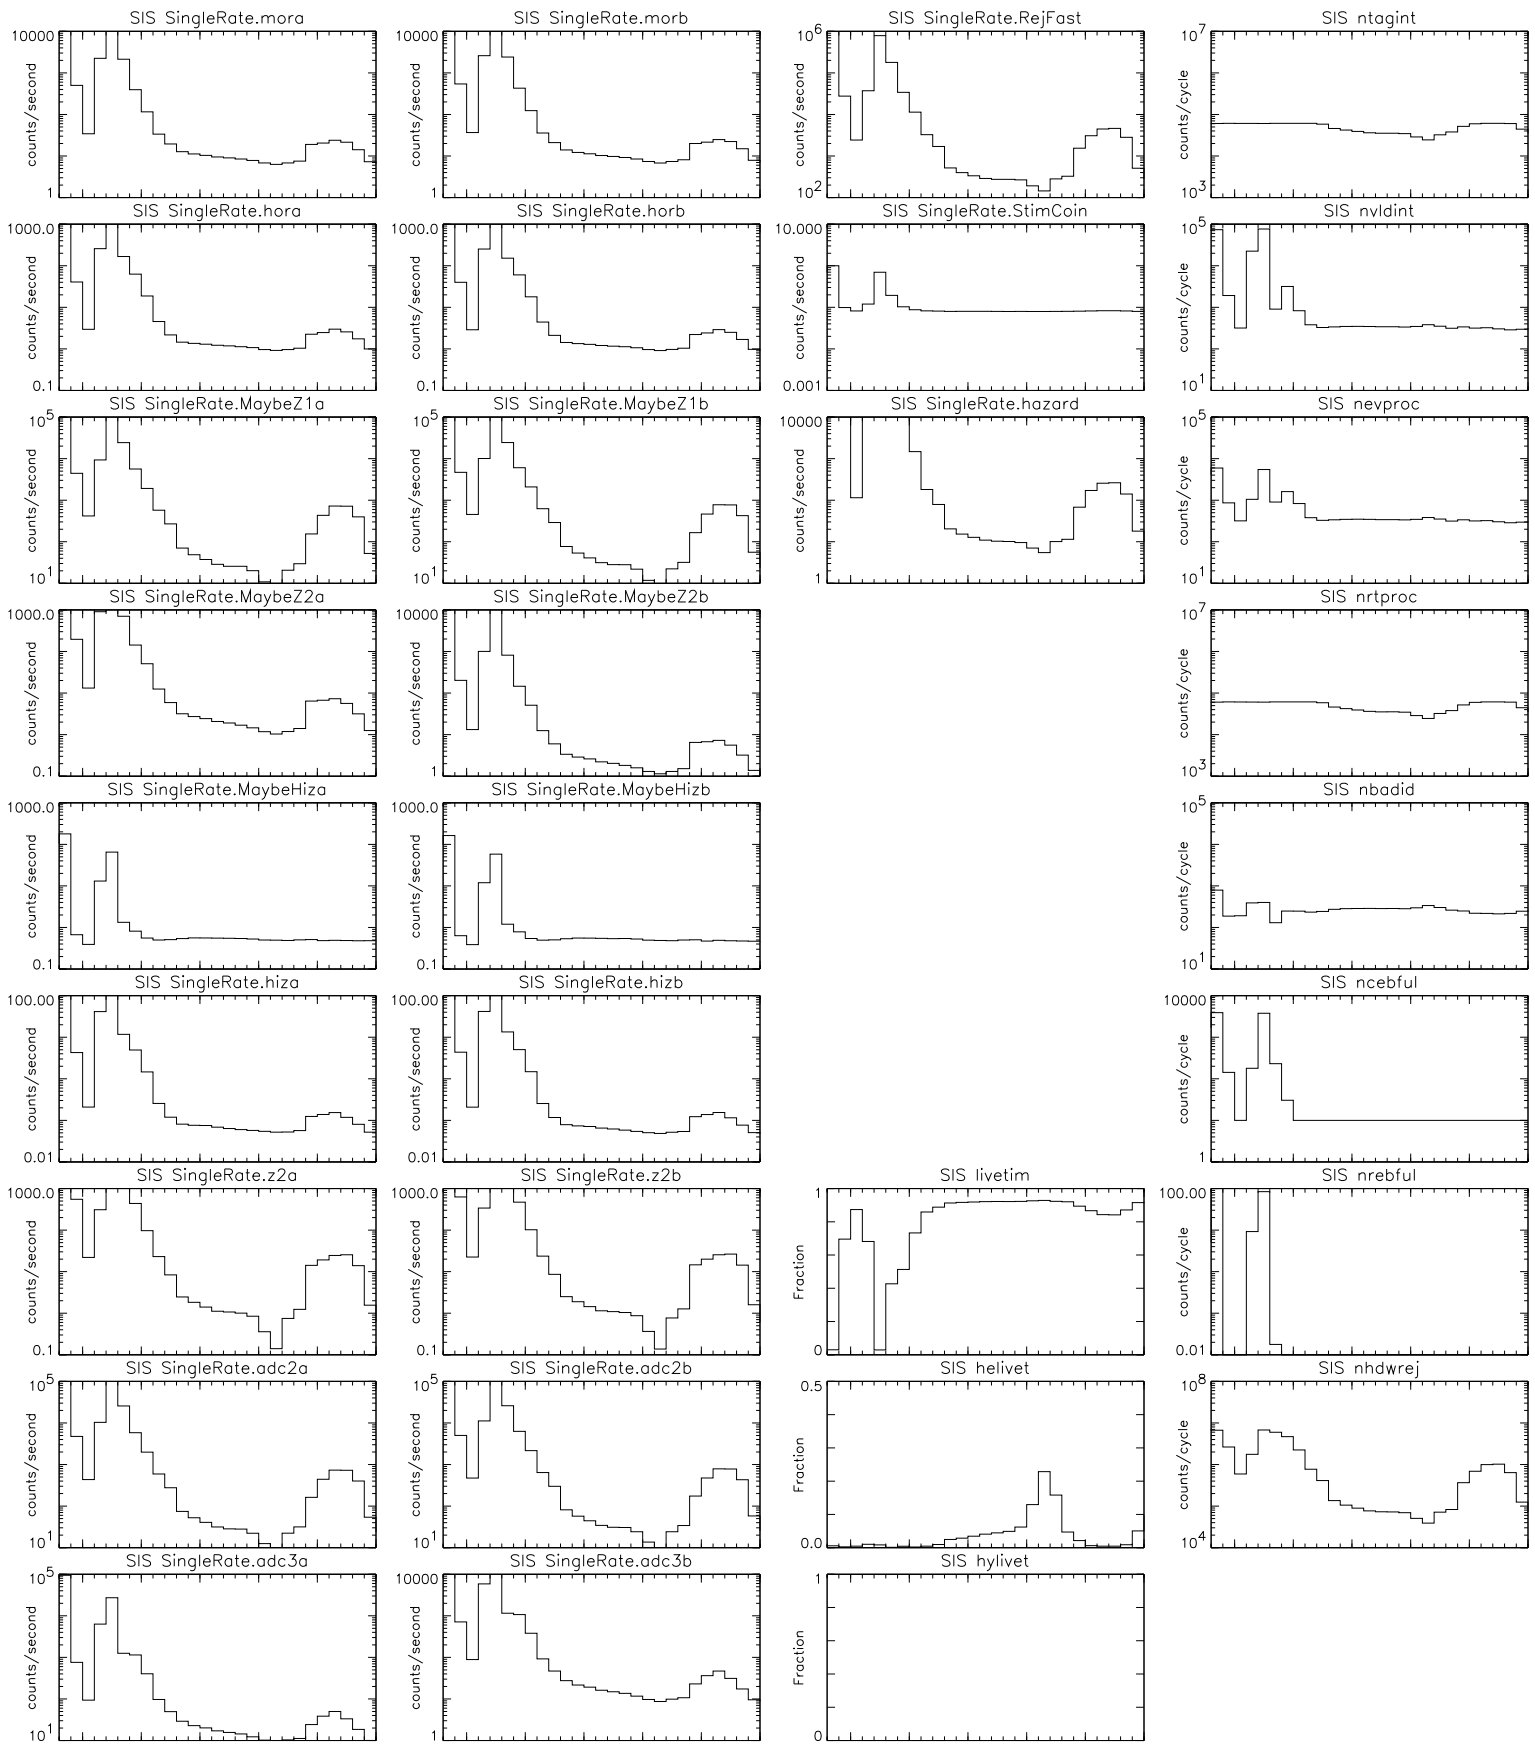 SIS SingleRate.mora
10000
counts/second
1
SIS SingleRate.morb
10000
counts/second
1
SIS SingleRate.RejFast
10^6
counts/second
10^2
SIS ntagint
10^7
counts/cycle
10^3
SIS SingleRate.hora
1000.0
counts/second
0.1
SIS SingleRate.horb
1000.0
counts/second
0.1
SIS SingleRate.StimCoin
10.000
counts/second
0.001
SIS nvldint
10^5
counts/cycle
10^1
SIS SingleRate.MaybeZ1a
10^5
counts/second
10^1
SIS SingleRate.MaybeZ1b
10^5
counts/second
10^1
SIS SingleRate.hazard
10000
counts/second
1
SIS nevproc
10^5
counts/cycle
10^1
SIS SingleRate.MaybeZ2a
1000.0
counts/second
0.1
SIS SingleRate.MaybeZ2b
10000
counts/second
1
SIS nrtproc
10^7
counts/cycle
10^3
SIS SingleRate.MaybeHiza
1000.0
counts/second
0.1
SIS SingleRate.MaybeHizb
1000.0
counts/second
0.1
SIS nbadid
10^5
counts/cycle
10^1
SIS SingleRate.hiza
100.00
counts/second
0.01
SIS SingleRate.hizb
100.00
counts/second
0.01
SIS ncebful
10000
counts/cycle
1
SIS SingleRate.z2a
1000.0
counts/second
0.1
SIS SingleRate.z2b
1000.0
counts/second
0.1
SIS livetim
1
Fraction
0
SIS nrebful
100.00
counts/cycle
0.01
SIS SingleRate.adc2a
10^5
counts/second
10^1
SIS SingleRate.adc2b
10^5
counts/second
10^1
SIS helivet
0.5
Fraction
0.0
SIS nhdwrej
10^8
counts/cycle
10^4
SIS SingleRate.adc3a
10^5
counts/second
10^1
SIS SingleRate.adc3b
10000
counts/second
1
SIS hylivet
1
Fraction
0